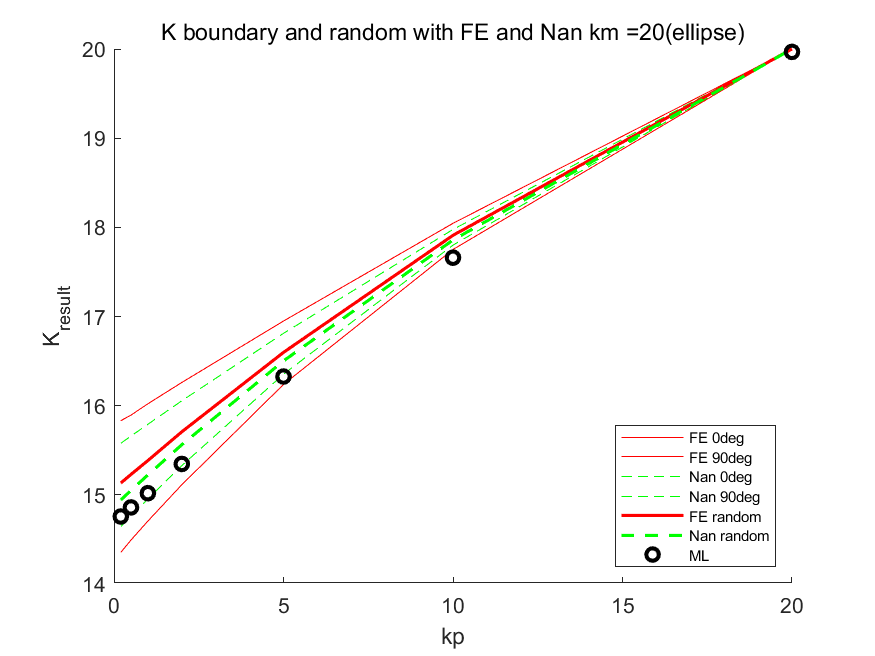 K boundary and random with FE and Nan km =20(ellipse)
20
19
18
17
16
15
14
K_result
0
5
10
15
20
kp
FE 0deg
FE 90deg
Nan 0deg
Nan 90deg
FE random
Nan random
ML